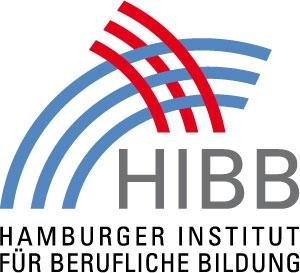 HIBB
HAMBURGER INSTITUT
FÜR BERUFLICHE BILDUNG